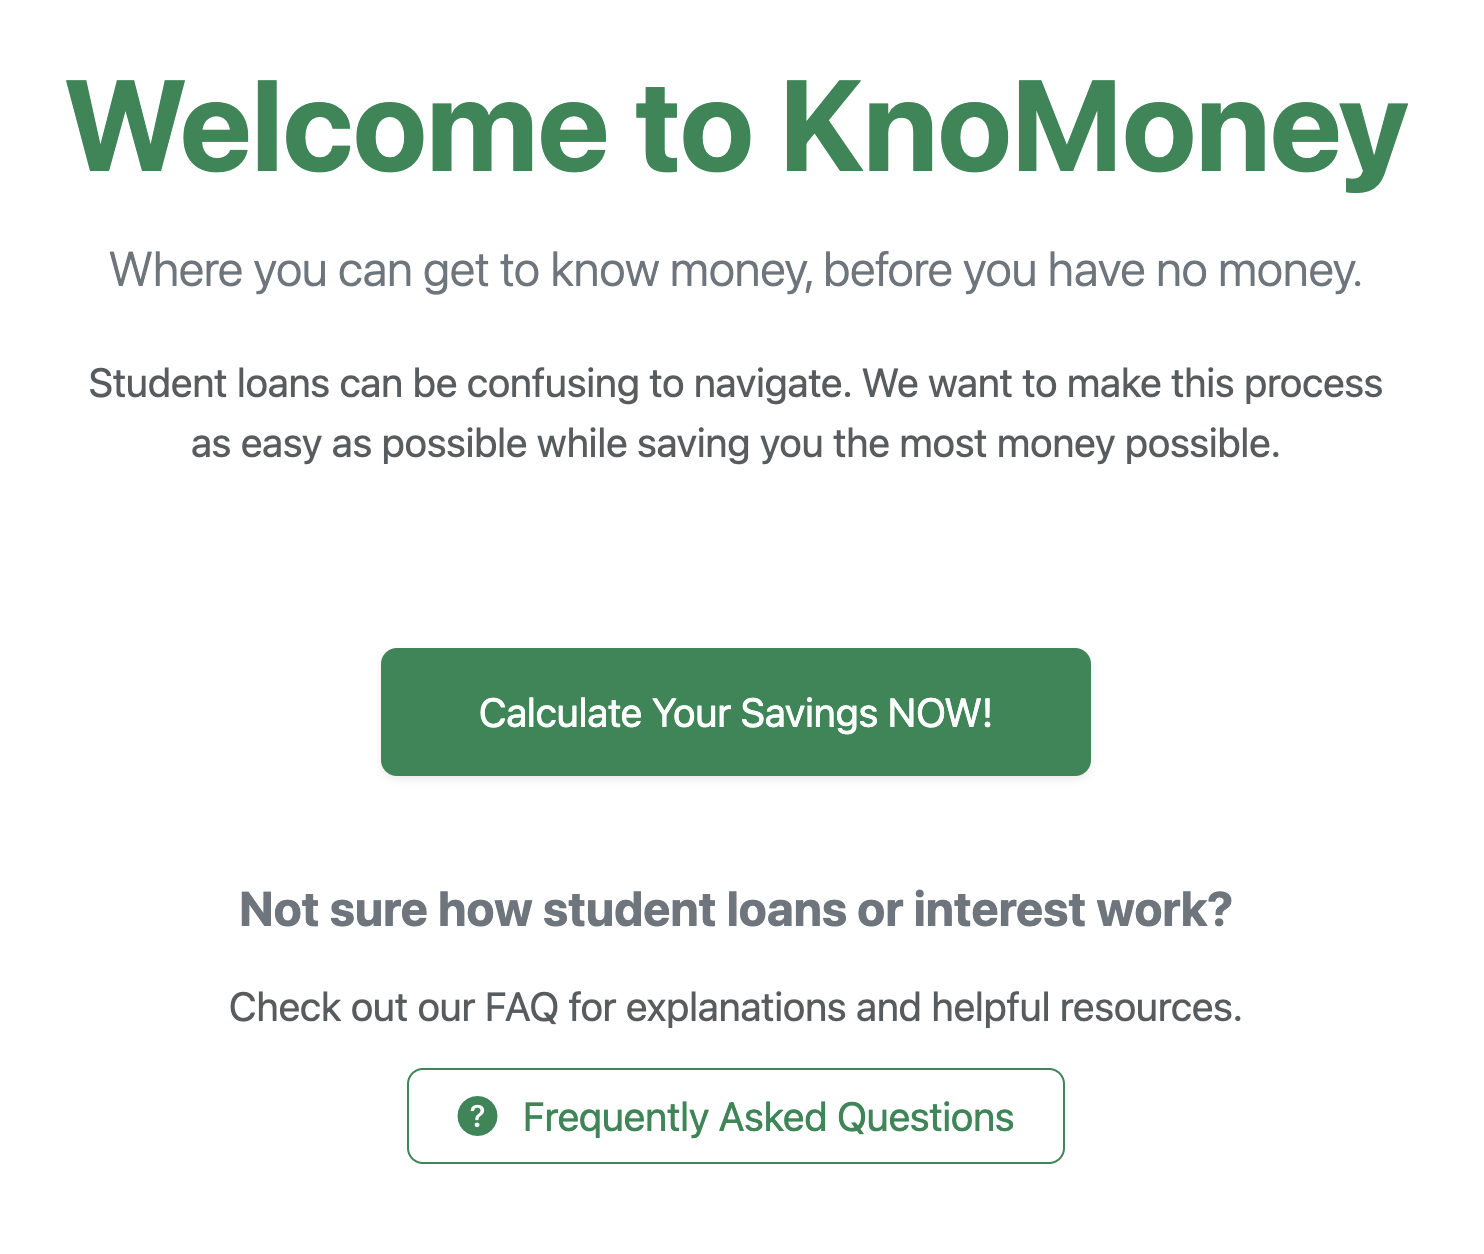 Welcome to KnoMoney
Where you can get to know money, before you have no money.
Student loans can be confusing to navigate. We want to make this process
as easy as possible while saving you the most money possible.
Calculate Your Savings NOW!
Not sure how student loans or interest work?
Check out our FAQ for explanations and helpful resources.
? Frequently Asked Questions